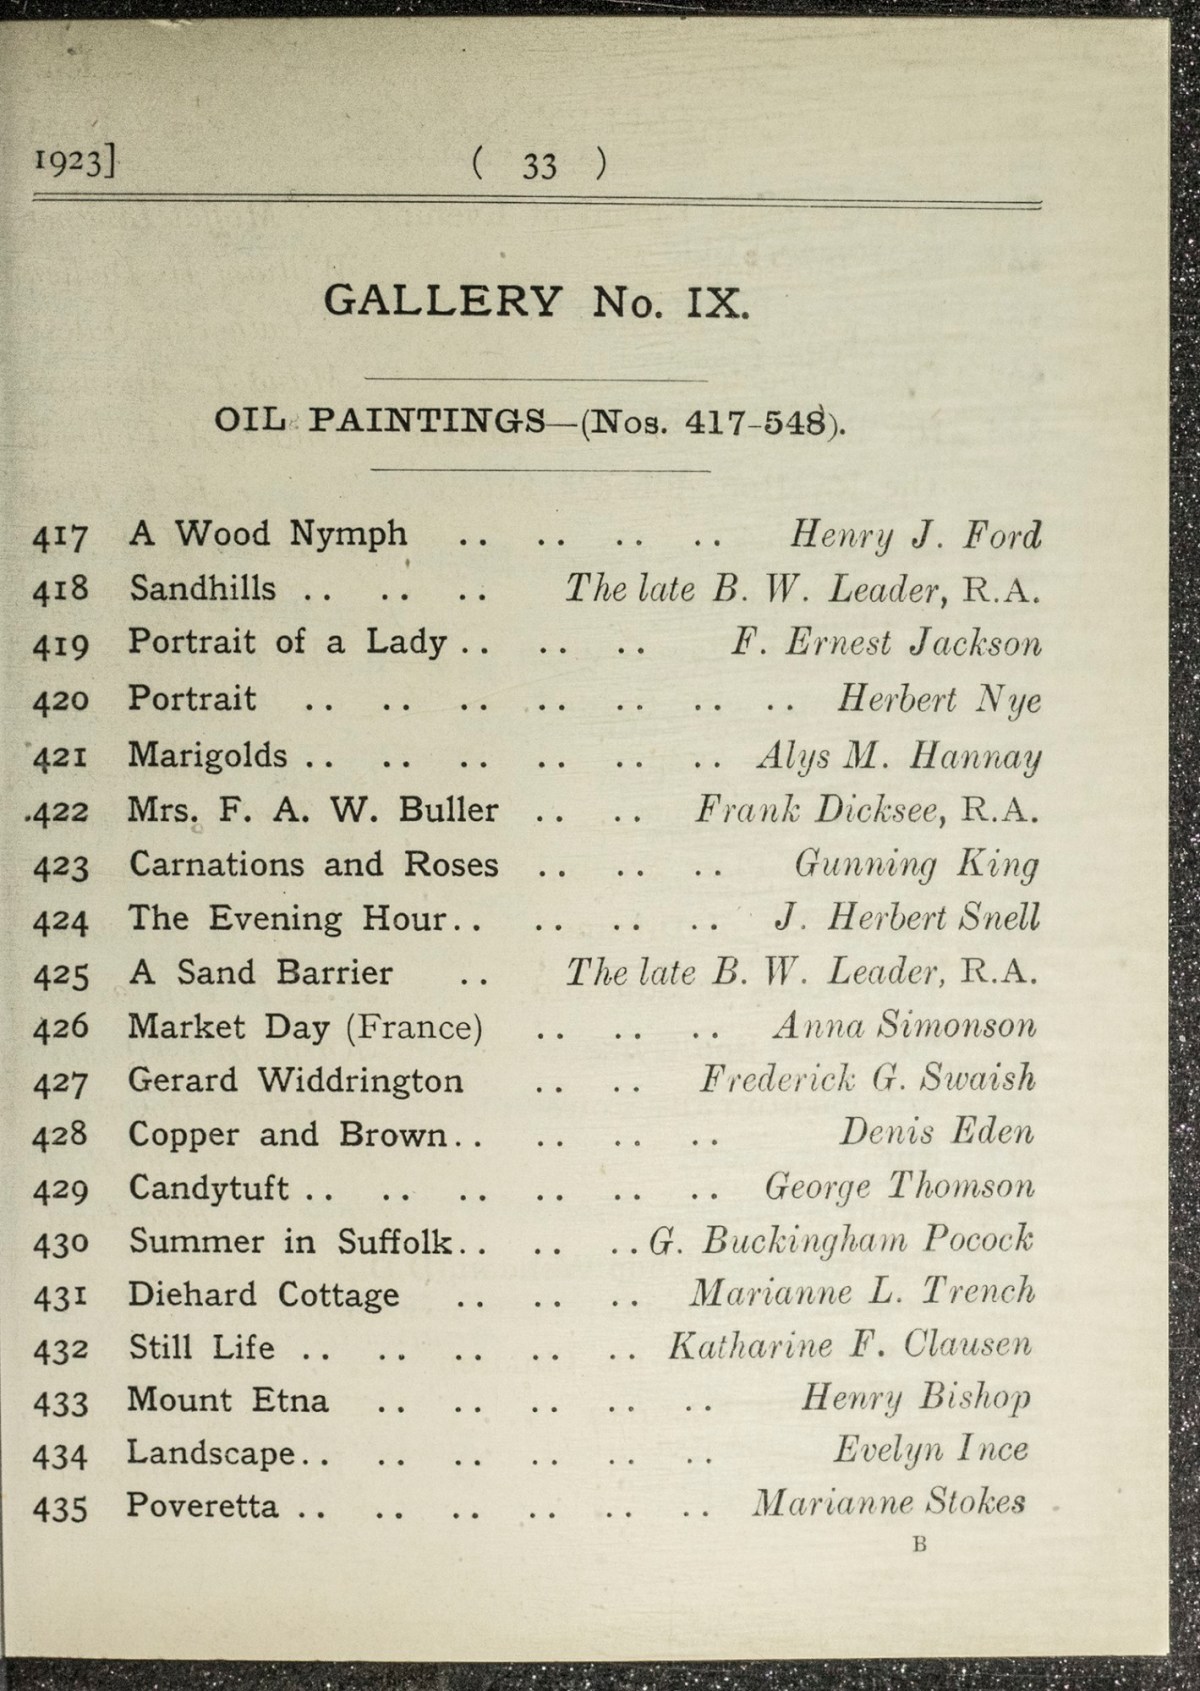 1923] ( 33 )
GALLERY No. IX.
OIL PAINTINGS—(Nos. 417-548).
417 A Wood Nymph .. .. .. .. Henry J. Ford
418 Sandhills .. .. .. The late B. W. Leader, R.A.
419 Portrait of a Lady .. .. .. F. Ernest Jackson
420 Portrait .. .. .. .. .. .. .. Herbert Nye
421 Marigolds .. .. .. .. .. .. Alys M. Hannay
422 Mrs. F. A. W. Buller .. .. Frank Dicksee, R.A.
423 Carnations and Roses .. .. .. Gunning King
424 The Evening Hour .. .. .. .. J. Herbert Snell
425 A Sand Barrier .. The late B. W. Leader, R.A.
426 Market Day (France) .. .. .. Anna Simonson
427 Gerard Widdrington .. .. Frederick G. Swaish
428 Copper and Brown .. .. .. .. Denis Eden
429 Candytuft .. .. .. .. .. .. George Thomson
430 Summer in Suffolk .. .. .. G. Buckingham Pocock
431 Diehard Cottage .. .. .. Marianne L. Trench
432 Still Life .. .. .. .. .. Katharine F. Clausen
433 Mount Etna .. .. .. .. .. Henry Bishop
434 Landscape .. .. .. .. .. .. Evelyn Ince
435 Poveretta .. .. .. .. .. .. Marianne Stokes
B